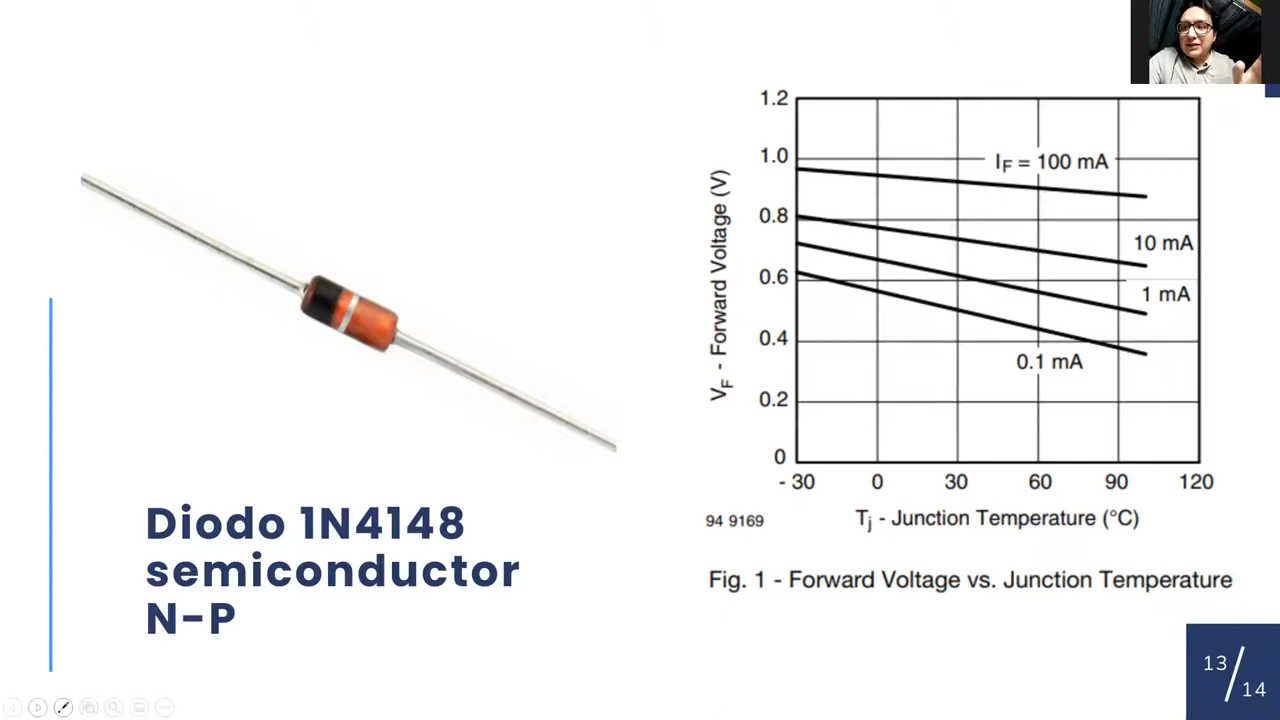 Diodo 1N4148
semiconductor
N-P
1.2
1.0
0.8
0.6
0.4
0.2
0
VF - Forward Voltage (V)
IF = 100 mA
10 mA
1 mA
0.1 mA
- 30 0 30 60 90 120
94 9169
Tj - Junction Temperature (°C)
Fig. 1 - Forward Voltage vs. Junction Temperature
13/14